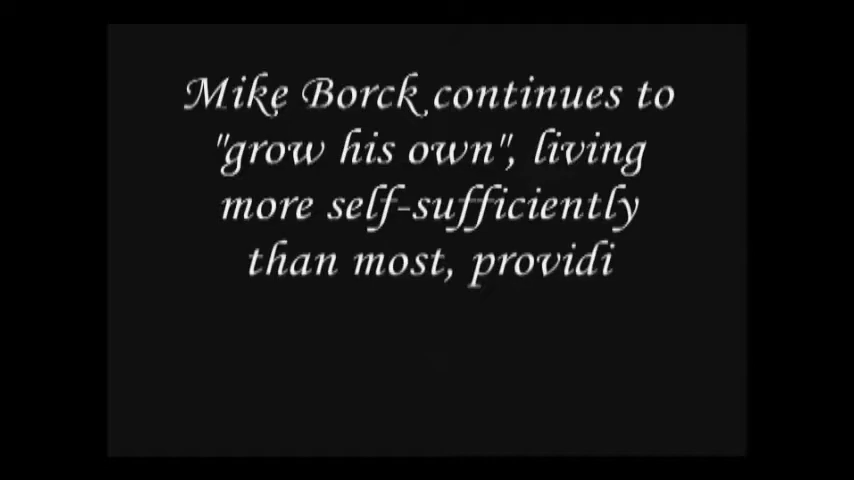 Mike Borck continues to
"grow his own", living
more self-sufficiently
than most, providi